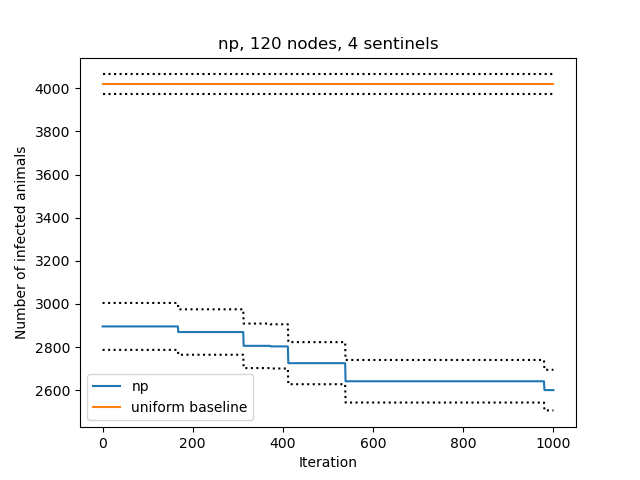 np, 120 nodes, 4 sentinels
Number of infected animals
4000
3800
3600
3400
3200
3000
2800
2600
np
uniform baseline
0 200 400 600 800 1000
Iteration